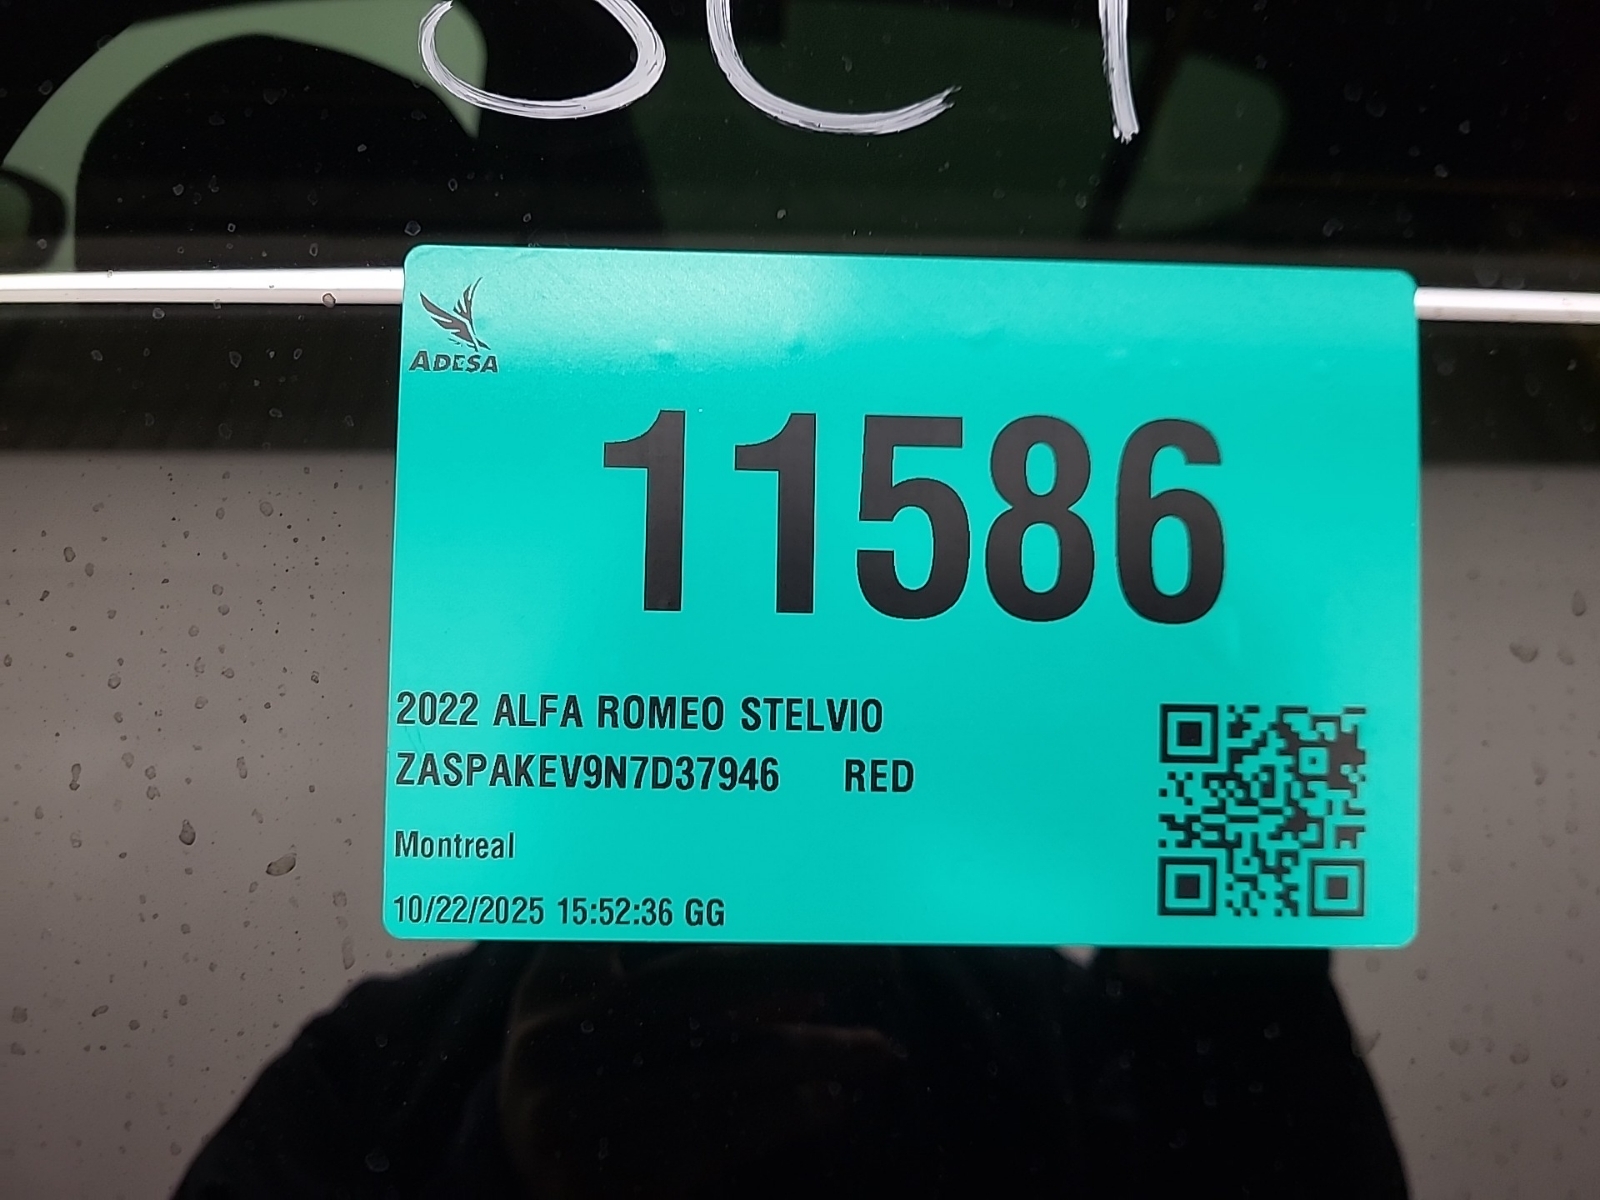 ADESA
11586
2022 ALFA ROMEO STELVIO
ZASPAKEV9N7D37946 RED
Montreal
10/22/2025 15:52:36 GG